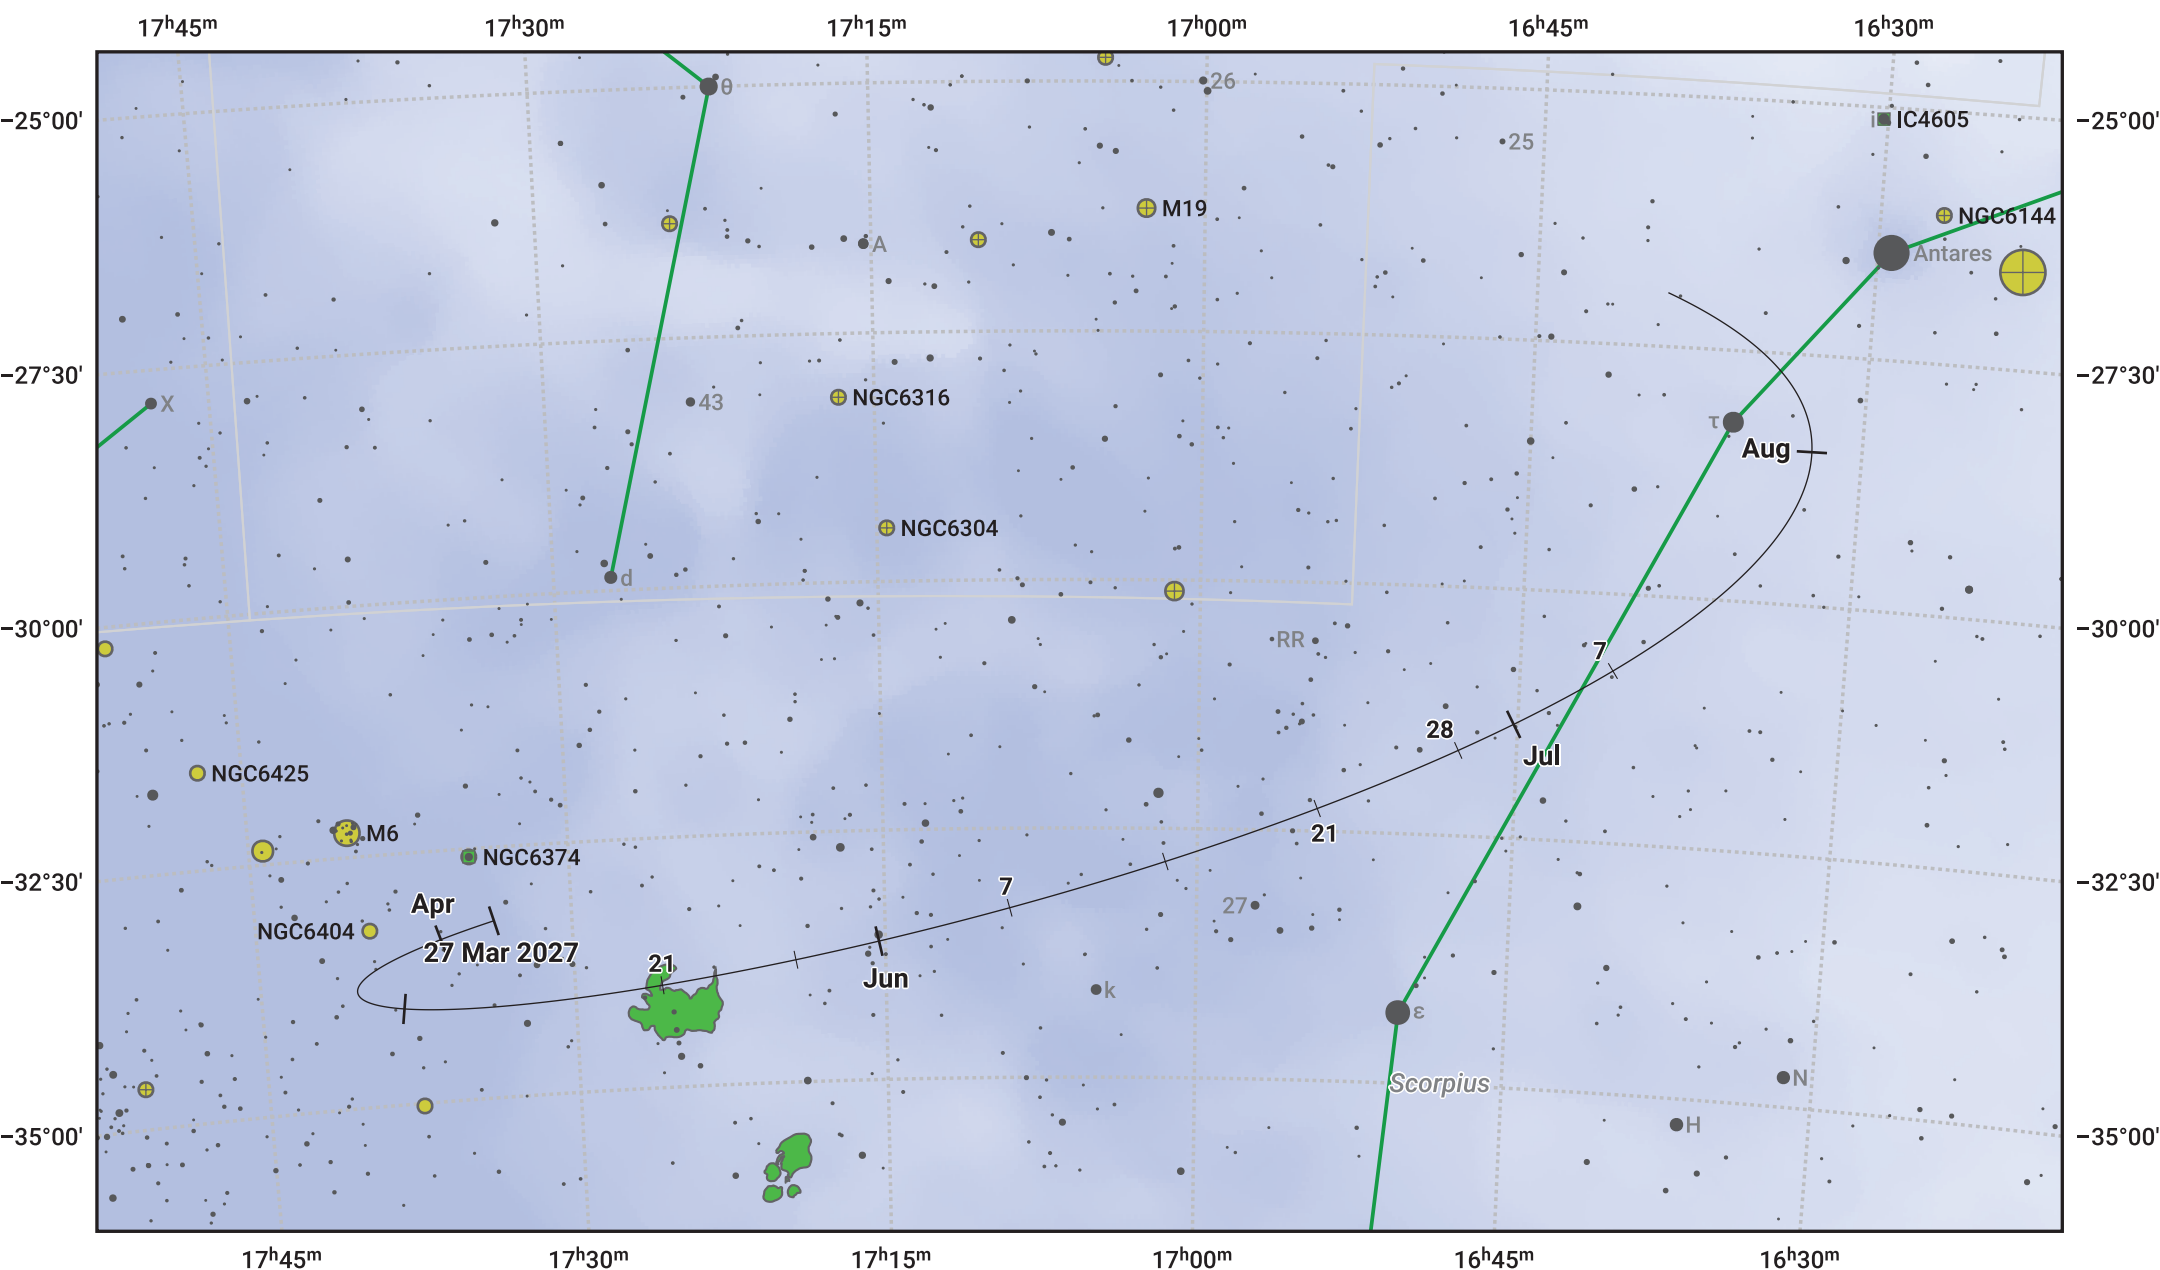 17ʰ45ᵐ 17ʰ30ᵐ 17ʰ15ᵐ 17ʰ00ᵐ 16ʰ45ᵐ 16ʰ30ᵐ
θ 26
−25°00' i IC4605 −25°00'
25
M19 NGC6144
A Antares
−27°30' −27°30'
X 43 NGC6316
τ
Aug
NGC6304
d
−30°00' −30°00'
RR
7
28
Jul
NGC6425
M6 21
NGC6374
−32°30' −32°30'
7
Apr 27
NGC6404
27 Mar 2027
21
Jun
k
ε
Scorpius N
H
−35°00' −35°00'
17ʰ45ᵐ 17ʰ30ᵐ 17ʰ15ᵐ 17ʰ00ᵐ 16ʰ45ᵐ 16ʰ30ᵐ